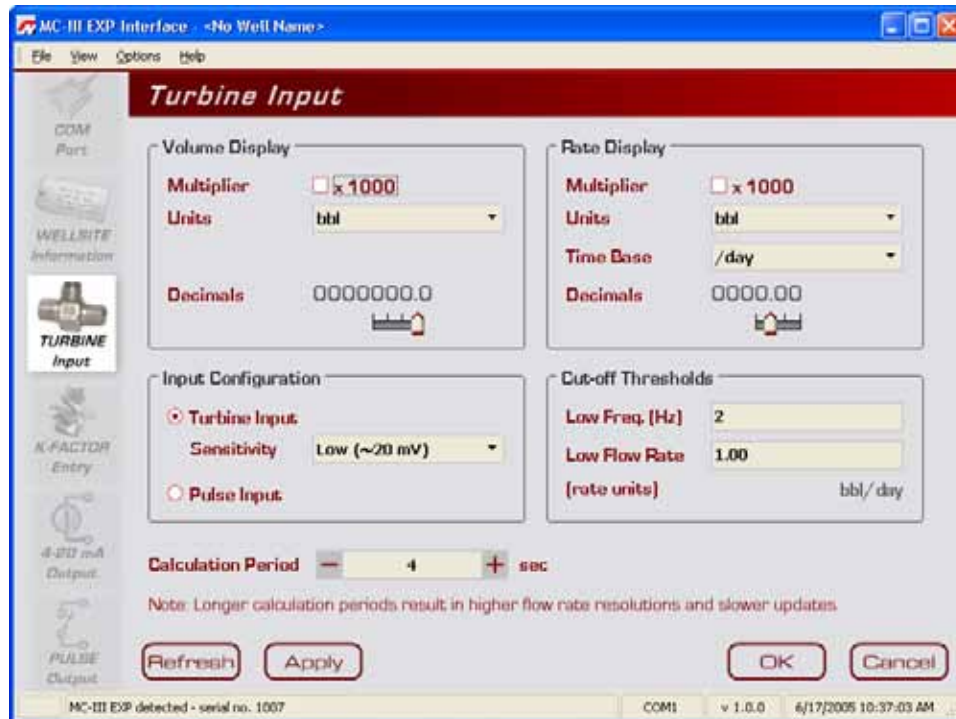 MC-III EXP Interface - <No Well Name>
File View Options Help
Turbine Input
COM
Port
WELLSITE
Information
TURBINE
Input
K-FACTOR
Entry
4-20 mA
Output
PULSE
Output
Volume Display
Multiplier x 1000
Units bbl
Decimals 0000000.0
Rate Display
Multiplier x 1000
Units bbl
Time Base /day
Decimals 0000.00
Input Configuration
Turbine Input
Sensitivity Low (~20 mV)
Pulse Input
Cut-off Thresholds
Low Freq. (Hz) 2
Low Flow Rate 1.00
(rate units) bbl/day
Calculation Period − 4 + sec
Note: Longer calculation periods result in higher flow rate resolutions and slower updates
Refresh Apply OK Cancel
MC-III EXP detected - serial no. 1007 COM1 v 1.0.0 6/17/2005 10:37:03 AM